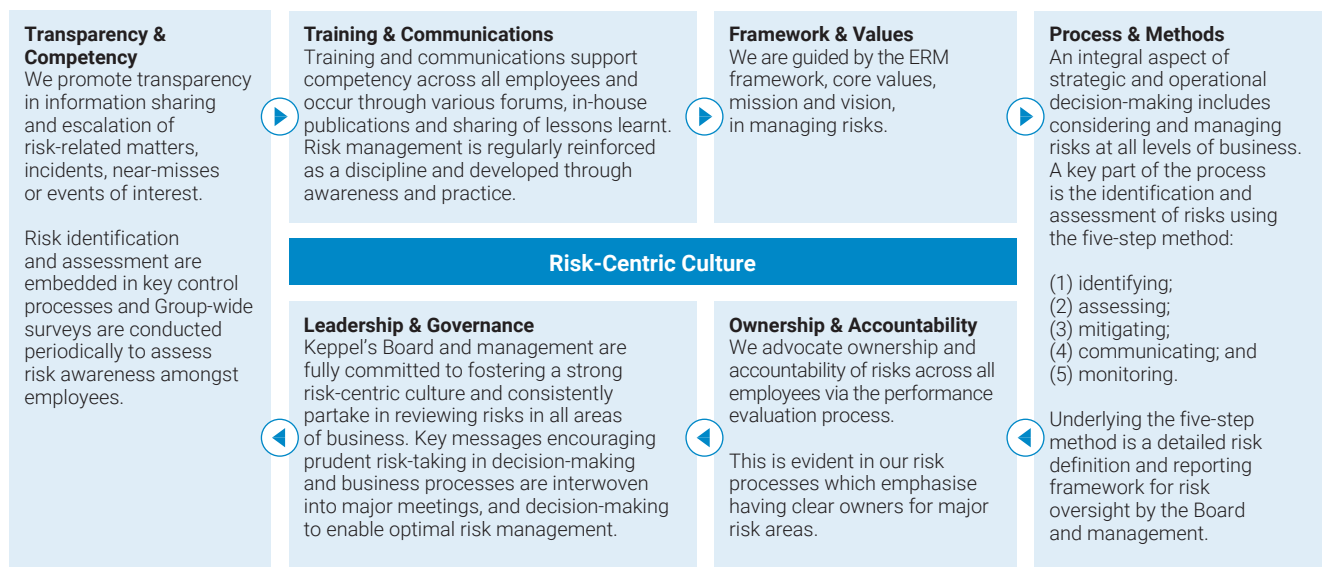 Transparency &
Competency
We promote transparency
in information sharing
and escalation of
risk-related matters,
incidents, near-misses
or events of interest.
Risk identification
and assessment are
embedded in key control
processes and Group-wide
surveys are conducted
periodically to assess
risk awareness amongst
employees.
Training & Communications
Training and communications support
competency across all employees and
occur through various forums, in-house
publications and sharing of lessons learnt.
Risk management is regularly reinforced
as a discipline and developed through
awareness and practice.
Framework & Values
We are guided by the ERM
framework, core values,
mission and vision,
in managing risks.
Process & Methods
An integral aspect of
strategic and operational
decision-making includes
considering and managing
risks at all levels of business.
A key part of the process
is the identification and
assessment of risks using
the five-step method:
(1) identifying;
(2) assessing;
(3) mitigating;
(4) communicating; and
(5) monitoring.
Underlying the five-step
method is a detailed risk
definition and reporting
framework for risk
oversight by the Board
and management.
Risk-Centric Culture
Leadership & Governance
Keppel's Board and management are
fully committed to fostering a strong
risk-centric culture and consistently
partake in reviewing risks in all areas
of business. Key messages encouraging
prudent risk-taking in decision-making
and business processes are interwoven
into major meetings, and decision-making
to enable optimal risk management.
Ownership & Accountability
We advocate ownership and
accountability of risks across all
employees via the performance
evaluation process.
This is evident in our risk
processes which emphasise
having clear owners for major
risk areas.